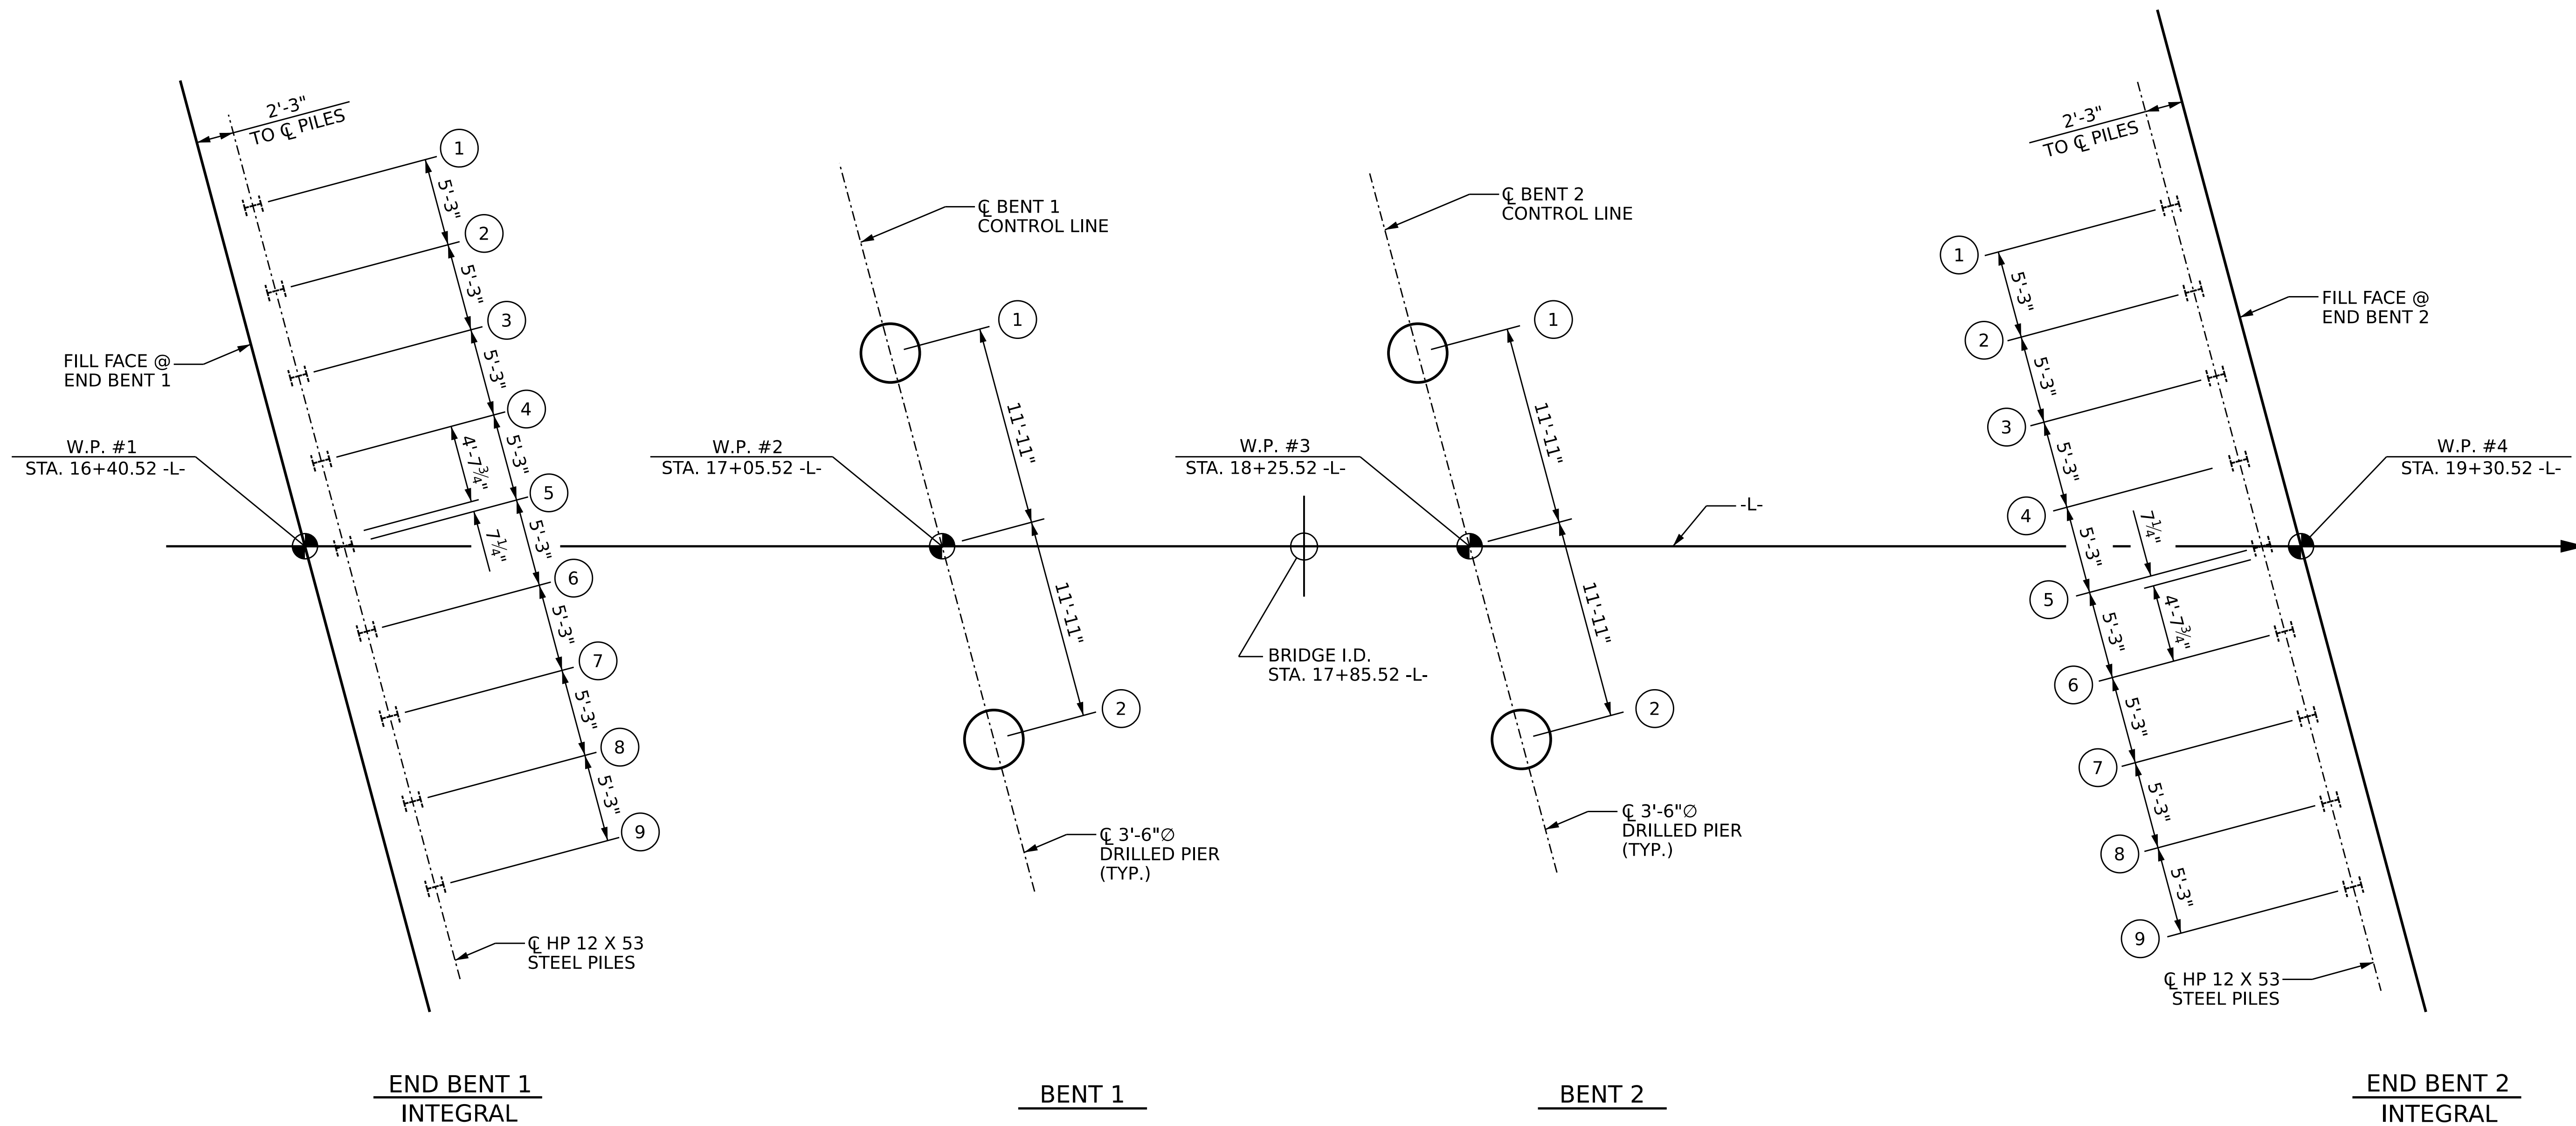 2'-3"
TO ℄ PILES
1
5'-3"
2
5'-3"
3
5'-3"
4
5'-3"
4'-7¾"
5
7¼"
5'-3"
6
5'-3"
7
5'-3"
8
5'-3"
9
FILL FACE @
END BENT 1
W.P. #1
STA. 16+40.52 -L-
℄ HP 12 X 53
STEEL PILES
END BENT 1
INTEGRAL
℄ BENT 1
CONTROL LINE
1
11'-11"
W.P. #2
STA. 17+05.52 -L-
11'-11"
2
℄ 3'-6"∅
DRILLED PIER
(TYP.)
BENT 1
℄ BENT 2
CONTROL LINE
1
11'-11"
W.P. #3
STA. 18+25.52 -L-
-L-
BRIDGE I.D.
STA. 17+85.52 -L-
11'-11"
2
℄ 3'-6"∅
DRILLED PIER
(TYP.)
BENT 2
2'-3"
TO ℄ PILES
1
5'-3"
2
5'-3"
3
5'-3"
4
5'-3"
7¼"
5
4'-7¾"
5'-3"
6
5'-3"
7
5'-3"
8
5'-3"
9
FILL FACE @
END BENT 2
W.P. #4
STA. 19+30.52 -L-
℄ HP 12 X 53
STEEL PILES
END BENT 2
INTEGRAL